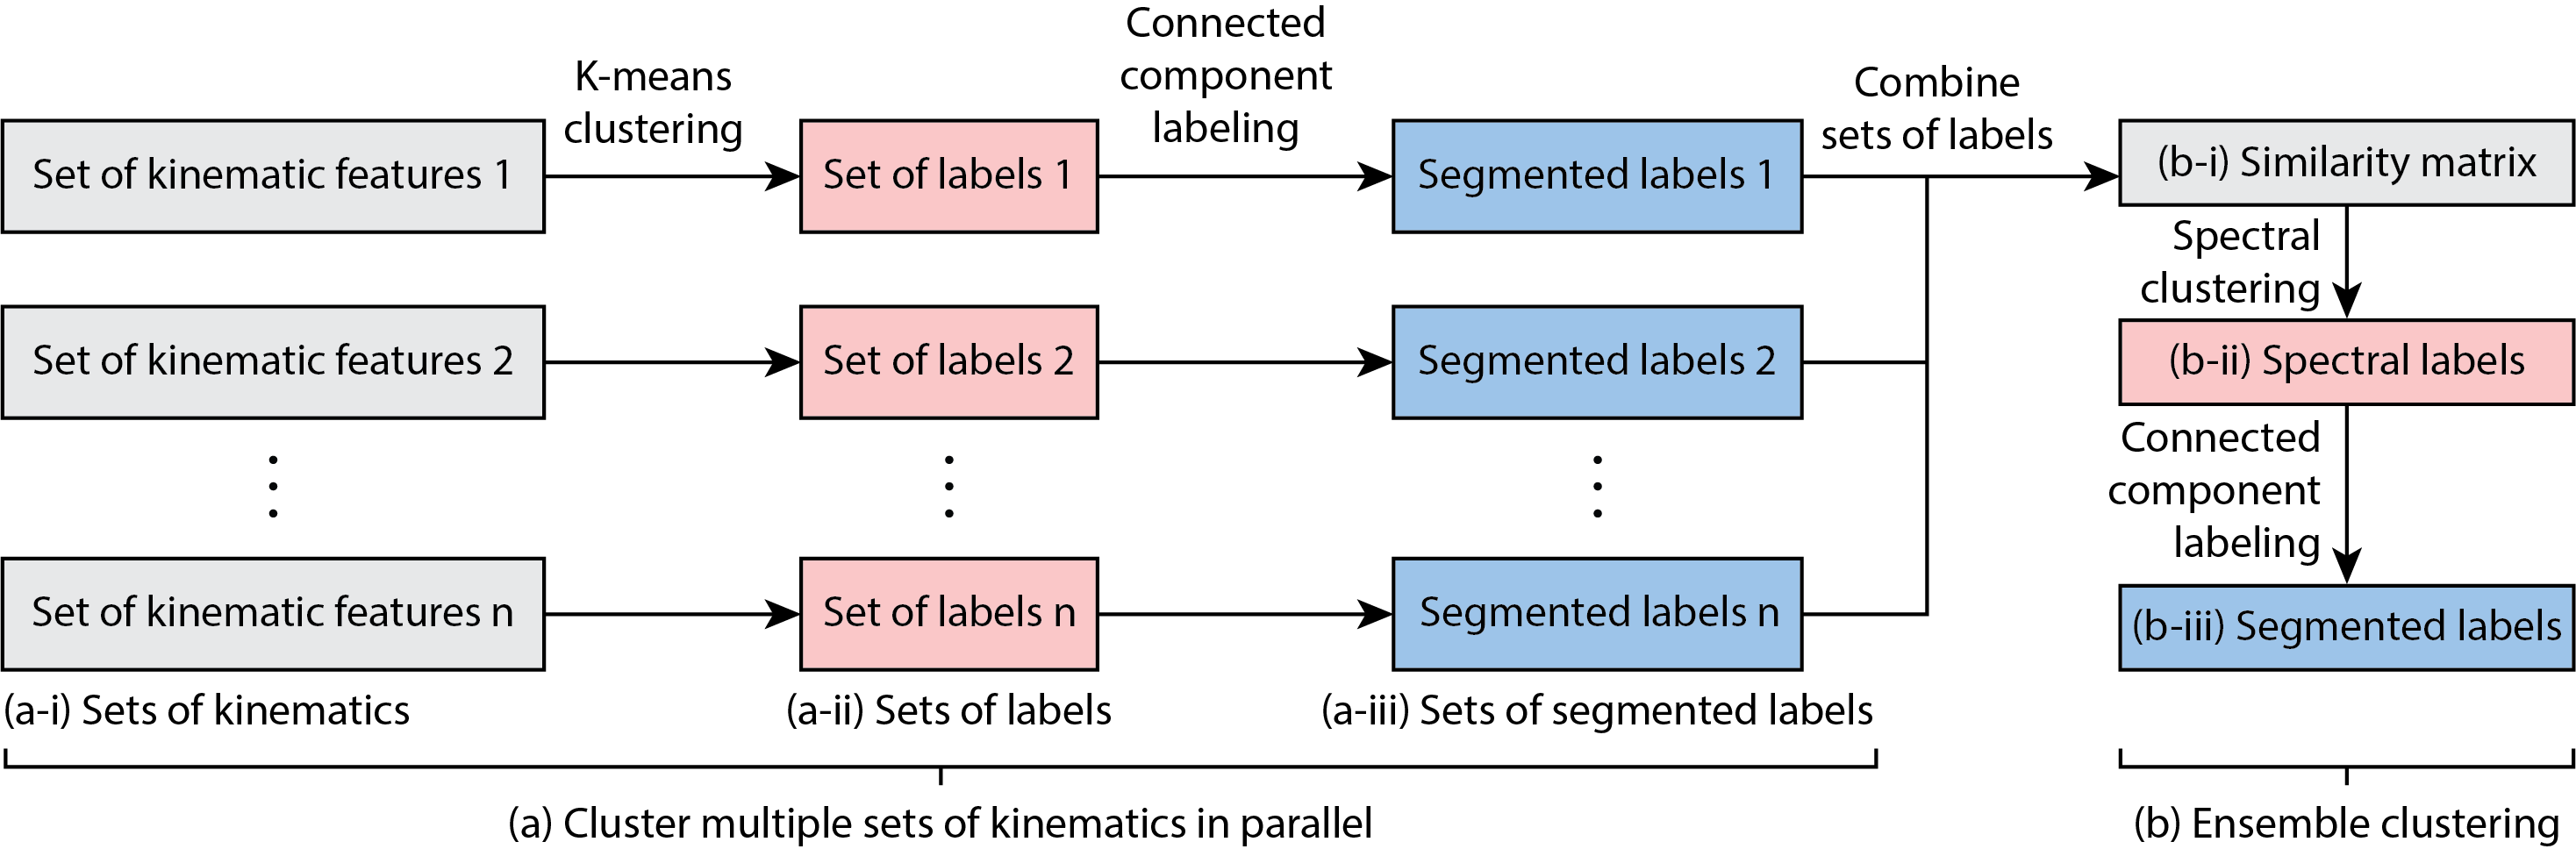 K-means
clustering
Connected
component
labeling
Combine
sets of labels
Set of kinematic features 1
Set of labels 1
Segmented labels 1
(b-i) Similarity matrix
Spectral
clustering
Set of kinematic features 2
Set of labels 2
Segmented labels 2
(b-ii) Spectral labels
Connected
component
labeling
Set of kinematic features n
Set of labels n
Segmented labels n
(b-iii) Segmented labels
(a-i) Sets of kinematics
(a-ii) Sets of labels
(a-iii) Sets of segmented labels
(a) Cluster multiple sets of kinematics in parallel
(b) Ensemble clustering